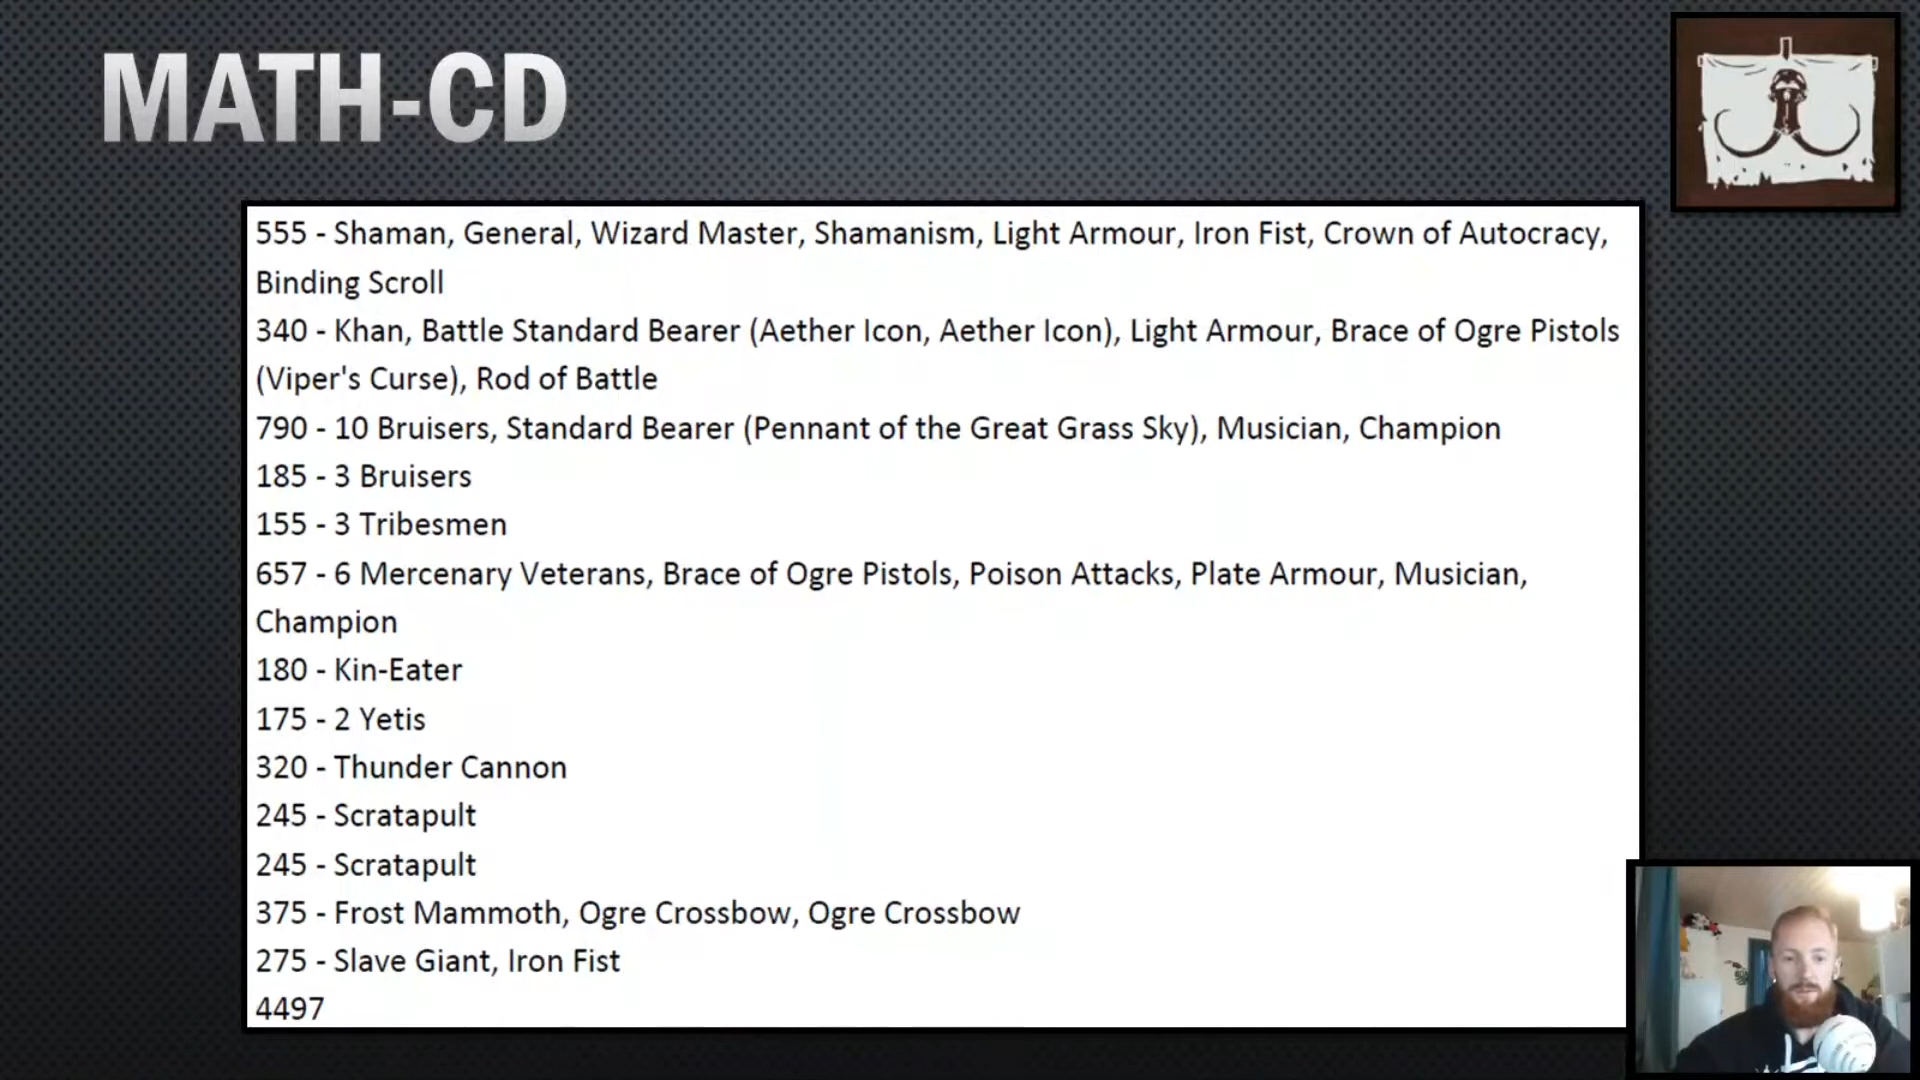 MATH-CD
555 - Shaman, General, Wizard Master, Shamanism, Light Armour, Iron Fist, Crown of Autocracy,
Binding Scroll
340 - Khan, Battle Standard Bearer (Aether Icon, Aether Icon), Light Armour, Brace of Ogre Pistols
(Viper's Curse), Rod of Battle
790 - 10 Bruisers, Standard Bearer (Pennant of the Great Grass Sky), Musician, Champion
185 - 3 Bruisers
155 - 3 Tribesmen
657 - 6 Mercenary Veterans, Brace of Ogre Pistols, Poison Attacks, Plate Armour, Musician,
Champion
180 - Kin-Eater
175 - 2 Yetis
320 - Thunder Cannon
245 - Scratapult
245 - Scratapult
375 - Frost Mammoth, Ogre Crossbow, Ogre Crossbow
275 - Slave Giant, Iron Fist
4497